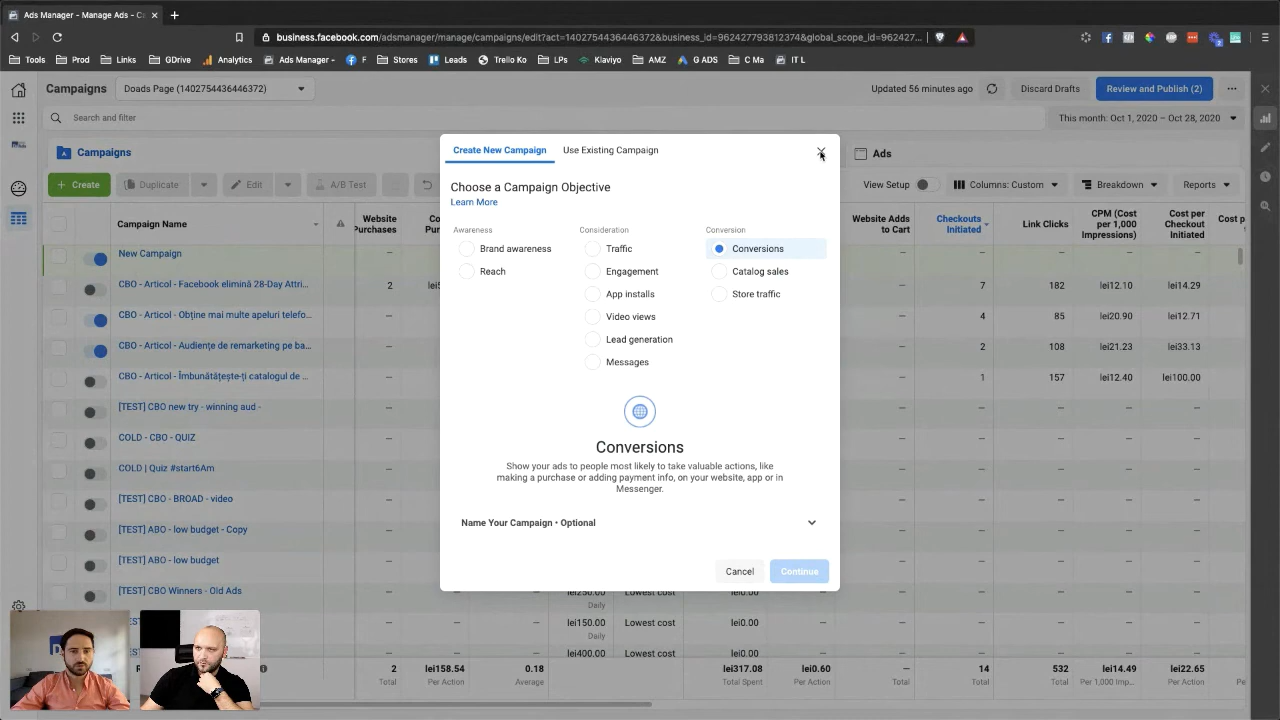 Ads Manager - Manage Ads - C
business.facebook.com/adsmanager/manage/campaigns/edit?act=1402754436446372&business_id=962427793812374&global_scope_id=962427...
Tools Prod Links GDrive Analytics Ads Manager - F Stores Leads Trello Ko LPs Klaviyo AMZ G ADS C Ma IT L
Campaigns Doads Page (1402754436446372) Updated 56 minutes ago Discard Drafts Review and Publish (2)
Search and filter This month: Oct 1, 2020 – Oct 28, 2020
Campaigns Ads
+ Create Duplicate Edit A/B Test View Setup Columns: Custom Breakdown Reports
Campaign Name Website Purchases Website Adds to Cart Checkouts Initiated Link Clicks CPM (Cost per 1,000 Impressions) Cost per Checkout Initiated
New Campaign — — — — — —
CBO - Articol - Facebook elimină 28-Day Attri... 2 — 7 182 lei12.10 lei14.29
CBO - Articol - Obține mai multe apeluri telefo... — — 4 85 lei20.90 lei12.71
CBO - Articol - Audiențe de remarketing pe ba... — — 2 108 lei21.23 lei33.13
CBO - Articol - Îmbunătățește-ți catalogul de ... — — 1 157 lei12.40 lei100.00
[TEST] CBO new try - winning aud - — — — — — —
COLD - CBO - QUIZ — — — — — —
COLD | Quiz #start6Am — — — — — —
[TEST] CBO - BROAD - video — — — — — —
[TEST] ABO - low budget - Copy — — — — — —
[TEST] ABO - low budget — — — — — —
[TEST] CBO Winners - Old Ads — lei250.00 Lowest cost lei0.00 — — — — —
Daily
lei150.00 Lowest cost lei0.00 — — — — —
Daily
lei400.00 Lowest cost lei0.00 — — — — —
2 lei158.54 0.18 lei317.08 lei0.60 — 14 532 lei14.49 lei22.65
Total Per Action Average Total Spent Per Action Total Total Total Per 1,000 Imp... Per Action
Create New Campaign Use Existing Campaign
Choose a Campaign Objective
Learn More
Awareness Consideration Conversion
Brand awareness Traffic Conversions
Reach Engagement Catalog sales
App installs Store traffic
Video views
Lead generation
Messages
Conversions
Show your ads to people most likely to take valuable actions, like
making a purchase or adding payment info, on your website, app or in
Messenger.
Name Your Campaign • Optional
Cancel Continue